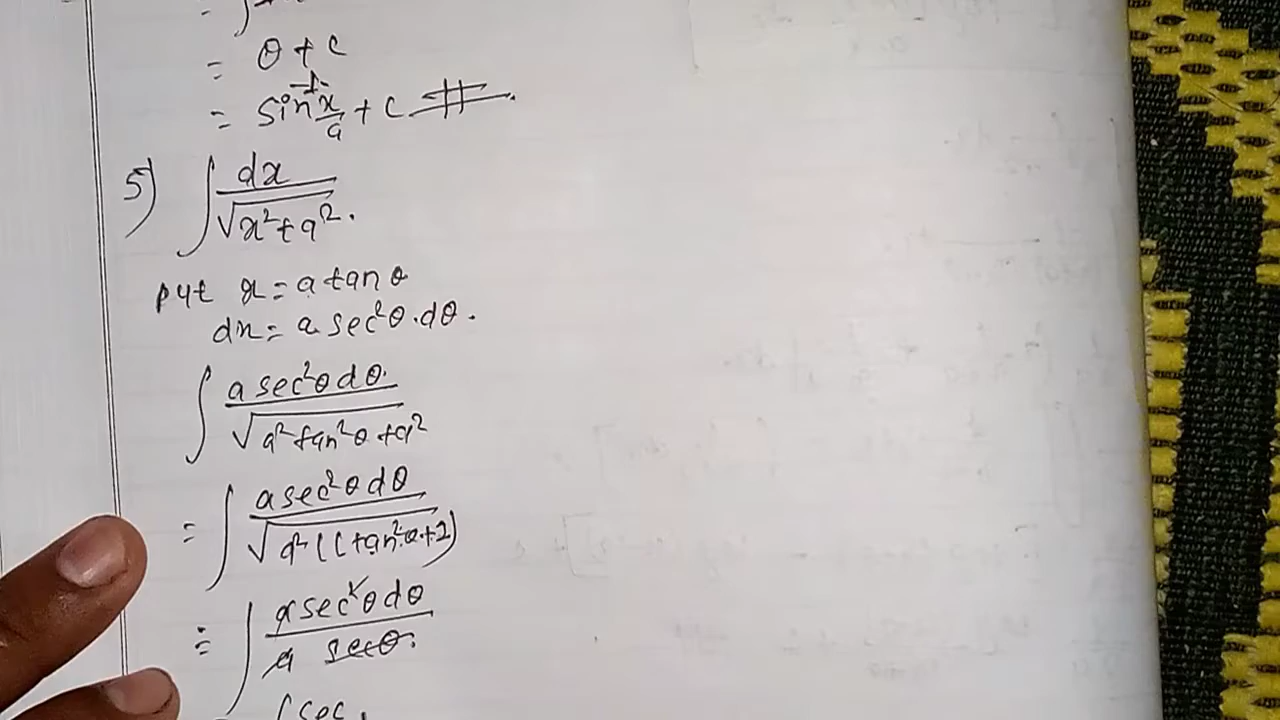 = θ + c
= sin⁻¹ x/a + c #.
5) ∫ dx / √x²+a².
put x = a tan θ
dx = a sec²θ.dθ.
∫ a sec²θ dθ. / √a² tan²θ + a²
= ∫ a sec²θ dθ / √a² (tan²θ + 1)
= ∫ a sec²θ dθ / a secθ.
∫ sec